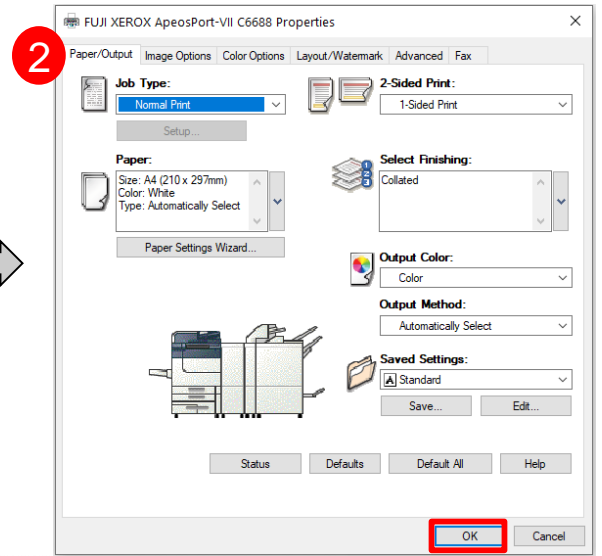 FUJI XEROX ApeosPort-VII C6688 Properties
2
Paper/Output Image Options Color Options Layout/Watermark Advanced Fax
Job Type:
Normal Print
Setup...
2-Sided Print:
1-Sided Print
Paper:
Size: A4 (210 x 297mm)
Color: White
Type: Automatically Select
Paper Settings Wizard...
Select Finishing:
Collated
1
2
3
Output Color:
Color
Output Method:
Automatically Select
Saved Settings:
A Standard
Save... Edit...
Status Defaults Default All Help
OK Cancel